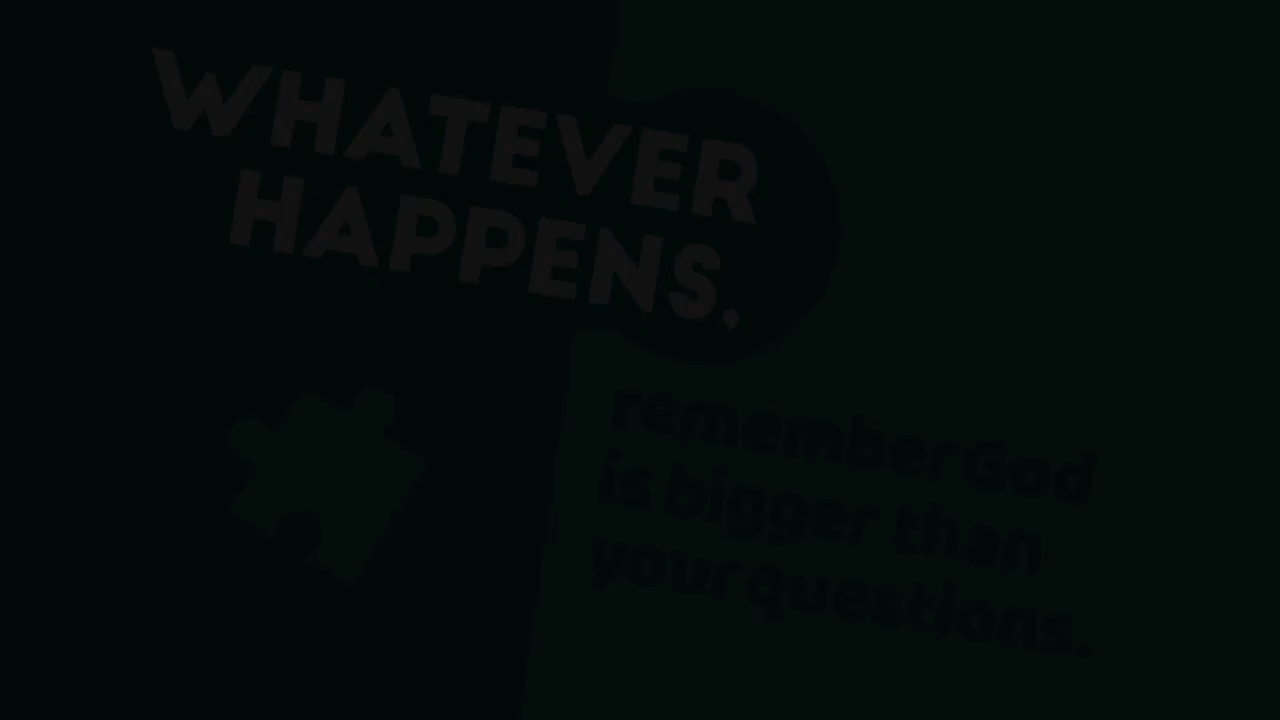 WHATEVER
HAPPENS,
remember God
is bigger than
your questions.